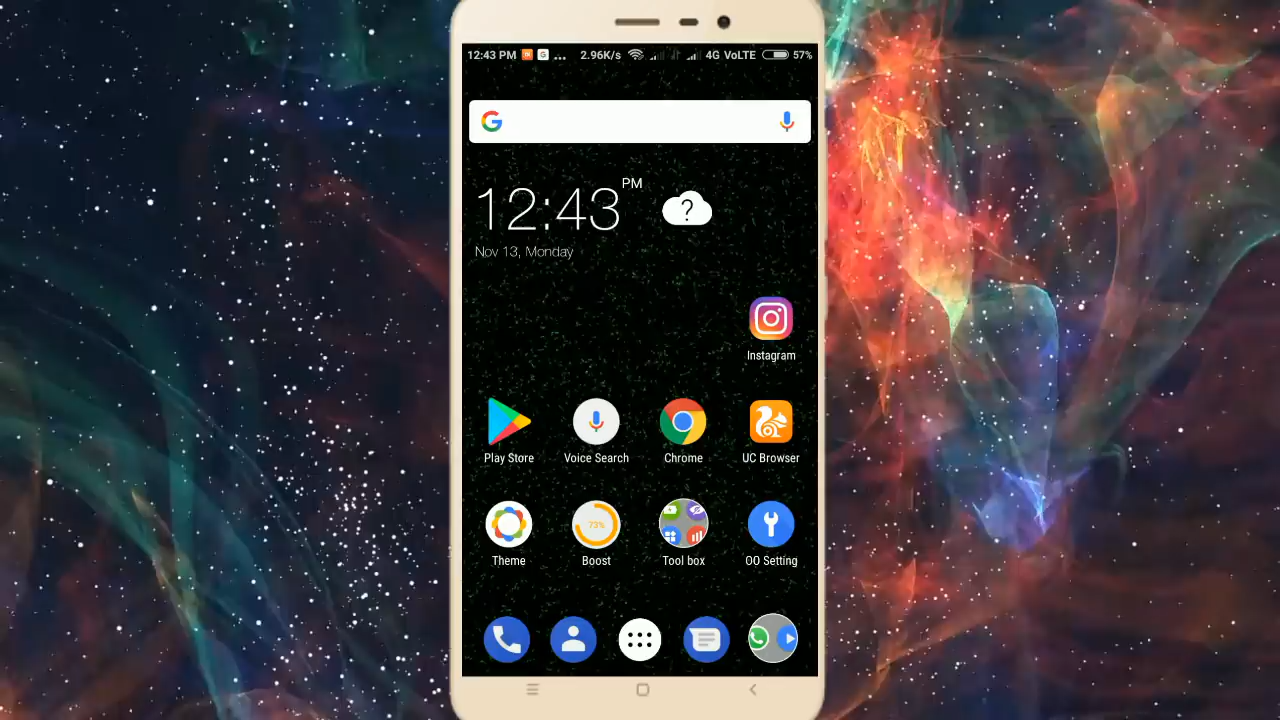 12:43 PM ... 2.96K/s 4G VoLTE 57%
12:43 PM
?
Nov 13, Monday
Instagram
Play Store Voice Search Chrome UC Browser
73%
Theme Boost Tool box OO Setting